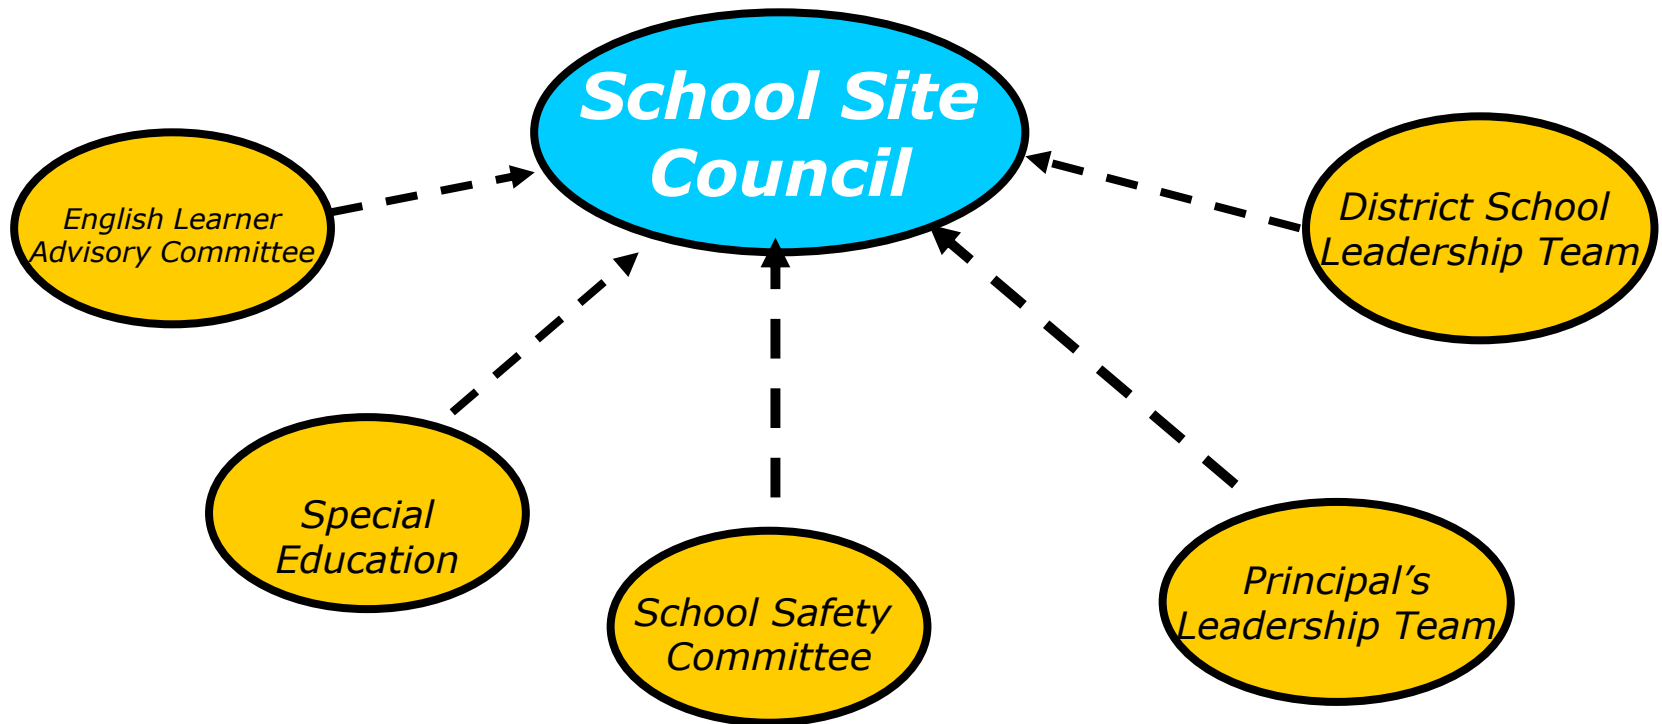 School Site
Council
English Learner
Advisory Committee
District School
Leadership Team
Special
Education
School Safety
Committee
Principal’s
Leadership Team